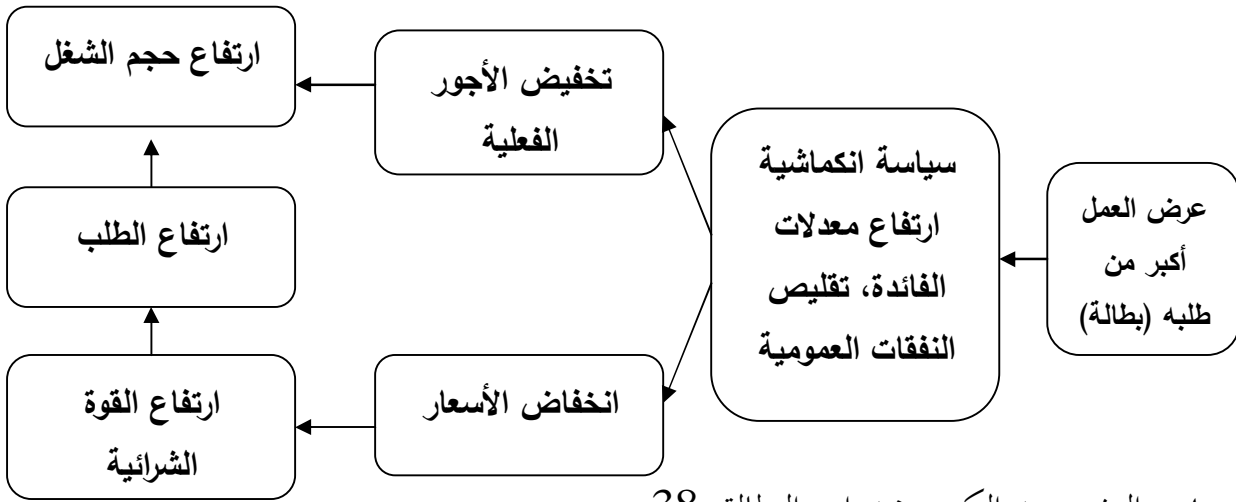 عرض العمل
أكبر من
طلبه (بطالة)
سياسة انكماشية
ارتفاع معدلات
الفائدة، تقليص
النفقات العمومية
تخفيض الأجور
الفعلية
ارتفاع حجم الشغل
ارتفاع الطلب
انخفاض الأسعار
ارتفاع القوة
الشرائية
38